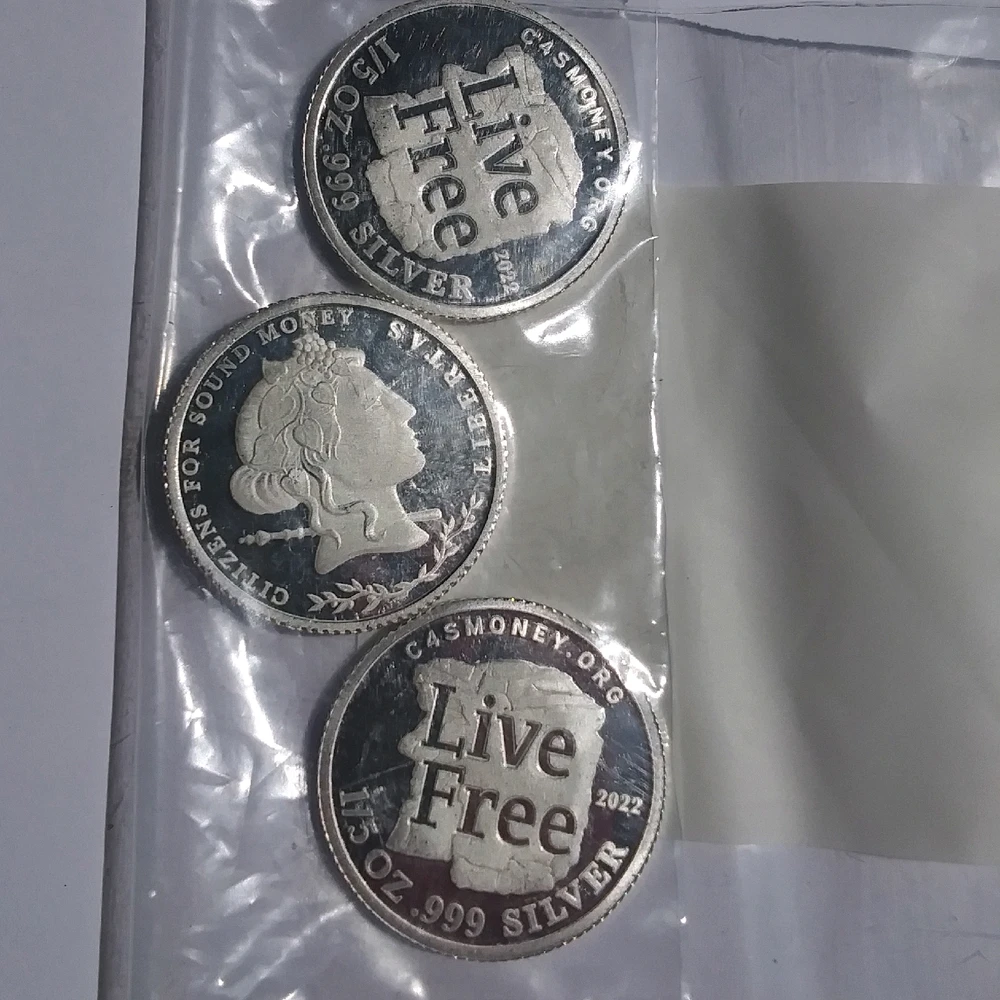 C4SMONEY.ORG
Live
Free
2022
1/5 OZ .999 SILVER
CITIZENS FOR SOUND MONEY
LIBERTAS
C4SMONEY.ORG
Live
Free
2022
1/5 OZ .999 SILVER